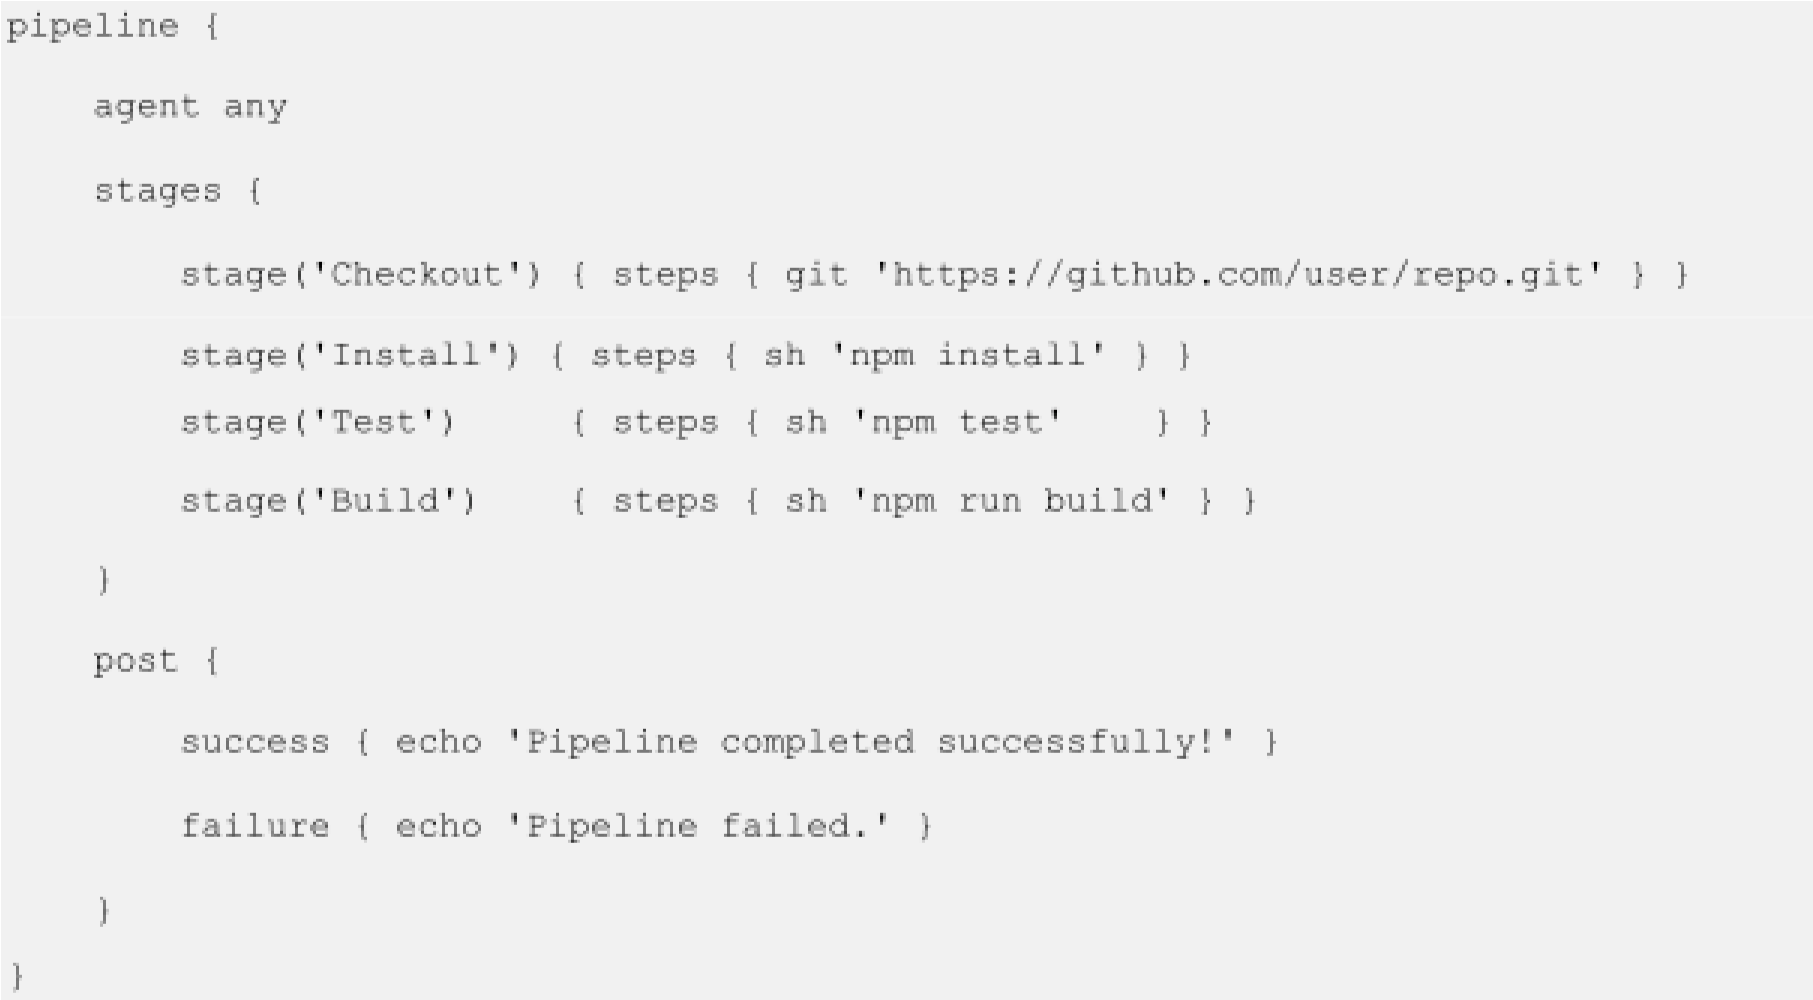 pipeline {
    agent any
    stages {
        stage('Checkout') { steps { git 'https://github.com/user/repo.git' } }
        stage('Install') { steps { sh 'npm install' } }
        stage('Test')     { steps { sh 'npm test'    } }
        stage('Build')    { steps { sh 'npm run build' } }
    }
    post {
        success { echo 'Pipeline completed successfully!' }
        failure { echo 'Pipeline failed.' }
    }
}